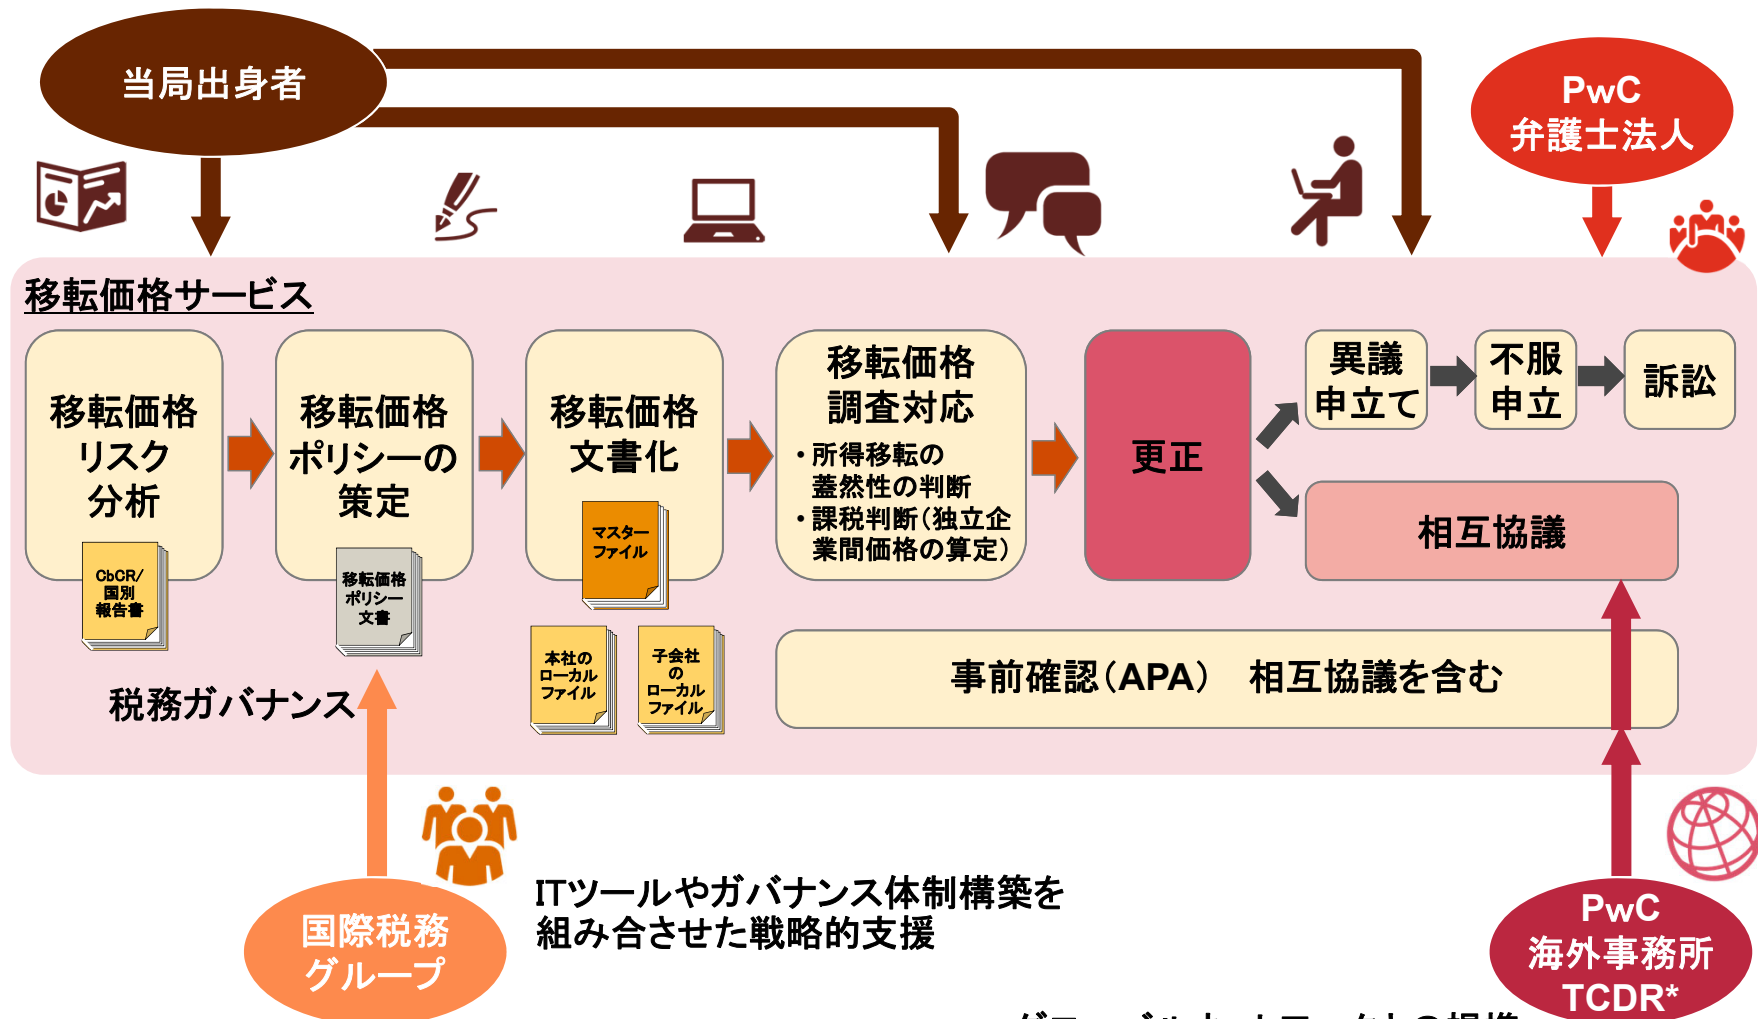 当局出身者
PwC
弁護士法人
移転価格サービス
移転価格
リスク
分析
CbCR/
国別
報告書
移転価格
ポリシーの
策定
移転価格
ポリシー
文書
移転価格
文書化
マスター
ファイル
本社の
ローカル
ファイル
子会社
の
ローカル
ファイル
移転価格
調査対応
・所得移転の
蓋然性の判断
・課税判断（独立企
業間価格の算定）
更正
異議
申立て
不服
申立
訴訟
相互協議
事前確認（APA）　相互協議を含む
税務ガバナンス
国際税務
グループ
ITツールやガバナンス体制構築を
組み合させた戦略的支援
PwC
海外事務所
TCDR*